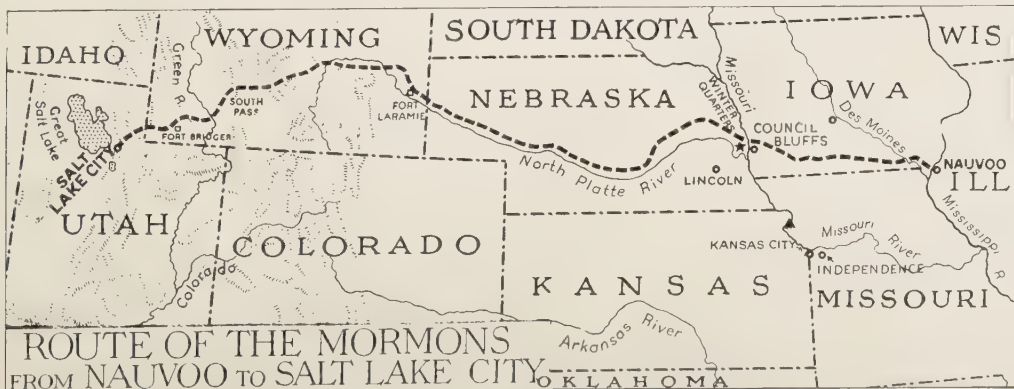 IDAHO
WYOMING
SOUTH DAKOTA
WIS
Green R.
Missouri
IOWA
NEBRASKA
WINTER
QUARTERS
Great
Salt Lake
SOUTH
PASS
FORT
LARAMIE
FORT BRIDGER
COUNCIL
BLUFFS
Des Moines
SALT
LAKE CITY
North Platte River
LINCOLN
NAUVOO
ILL
UTAH
COLORADO
Colorado
KANSAS CITY
Missouri
River
INDEPENDENCE
Mississippi R.
KANSAS
MISSOURI
Arkansas River
OKLAHOMA
ROUTE OF THE MORMONS
FROM NAUVOO TO SALT LAKE CITY